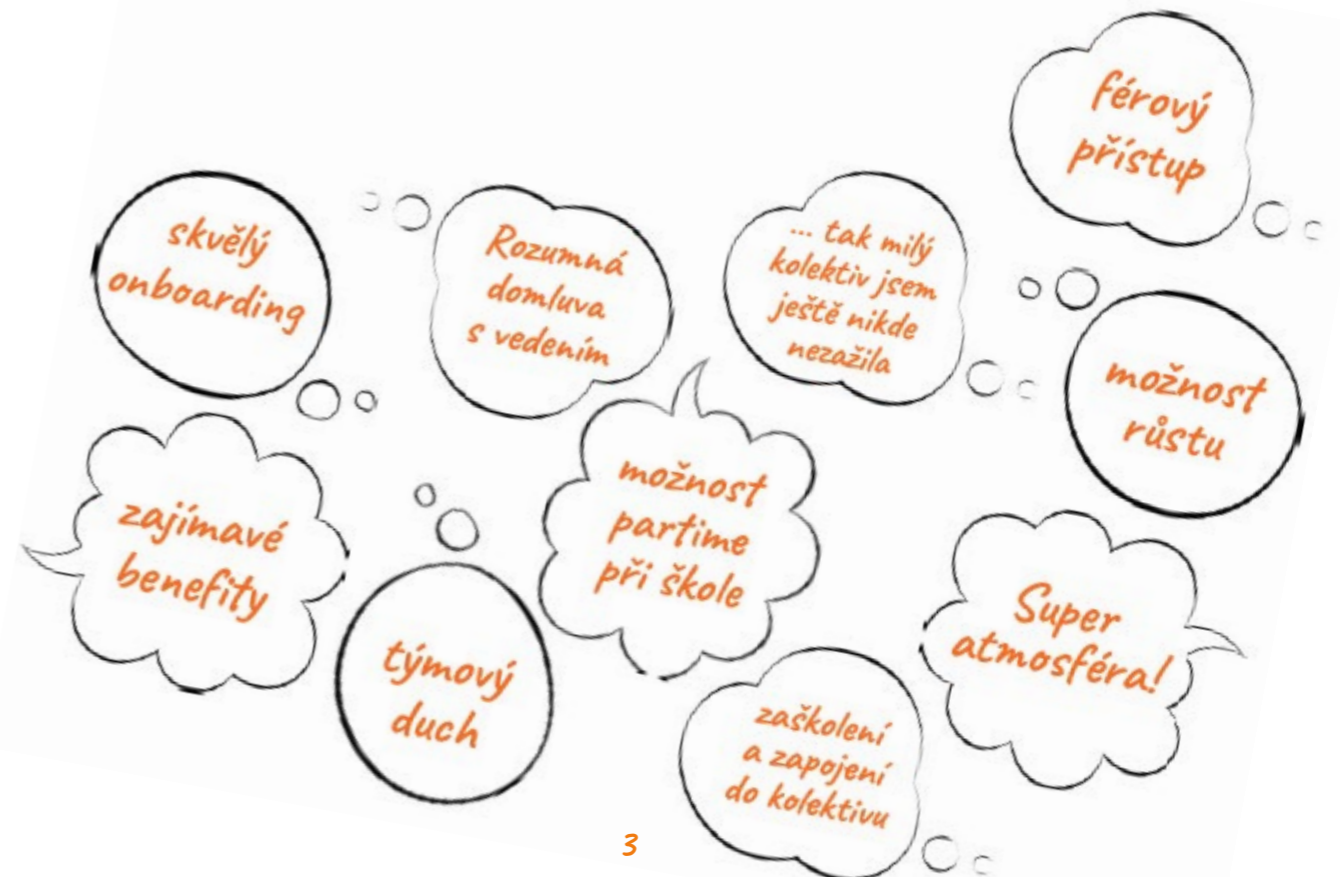 férový
přístup
skvělý
onboarding
Rozumná
domluva
s vedením
... tak milý
kolektiv jsem
ještě nikde
nezažila
možnost
růstu
zajímavé
benefity
možnost
partime
při škole
týmový
duch
Super
atmosféra!
zaškolení
a zapojení
do kolektivu
3